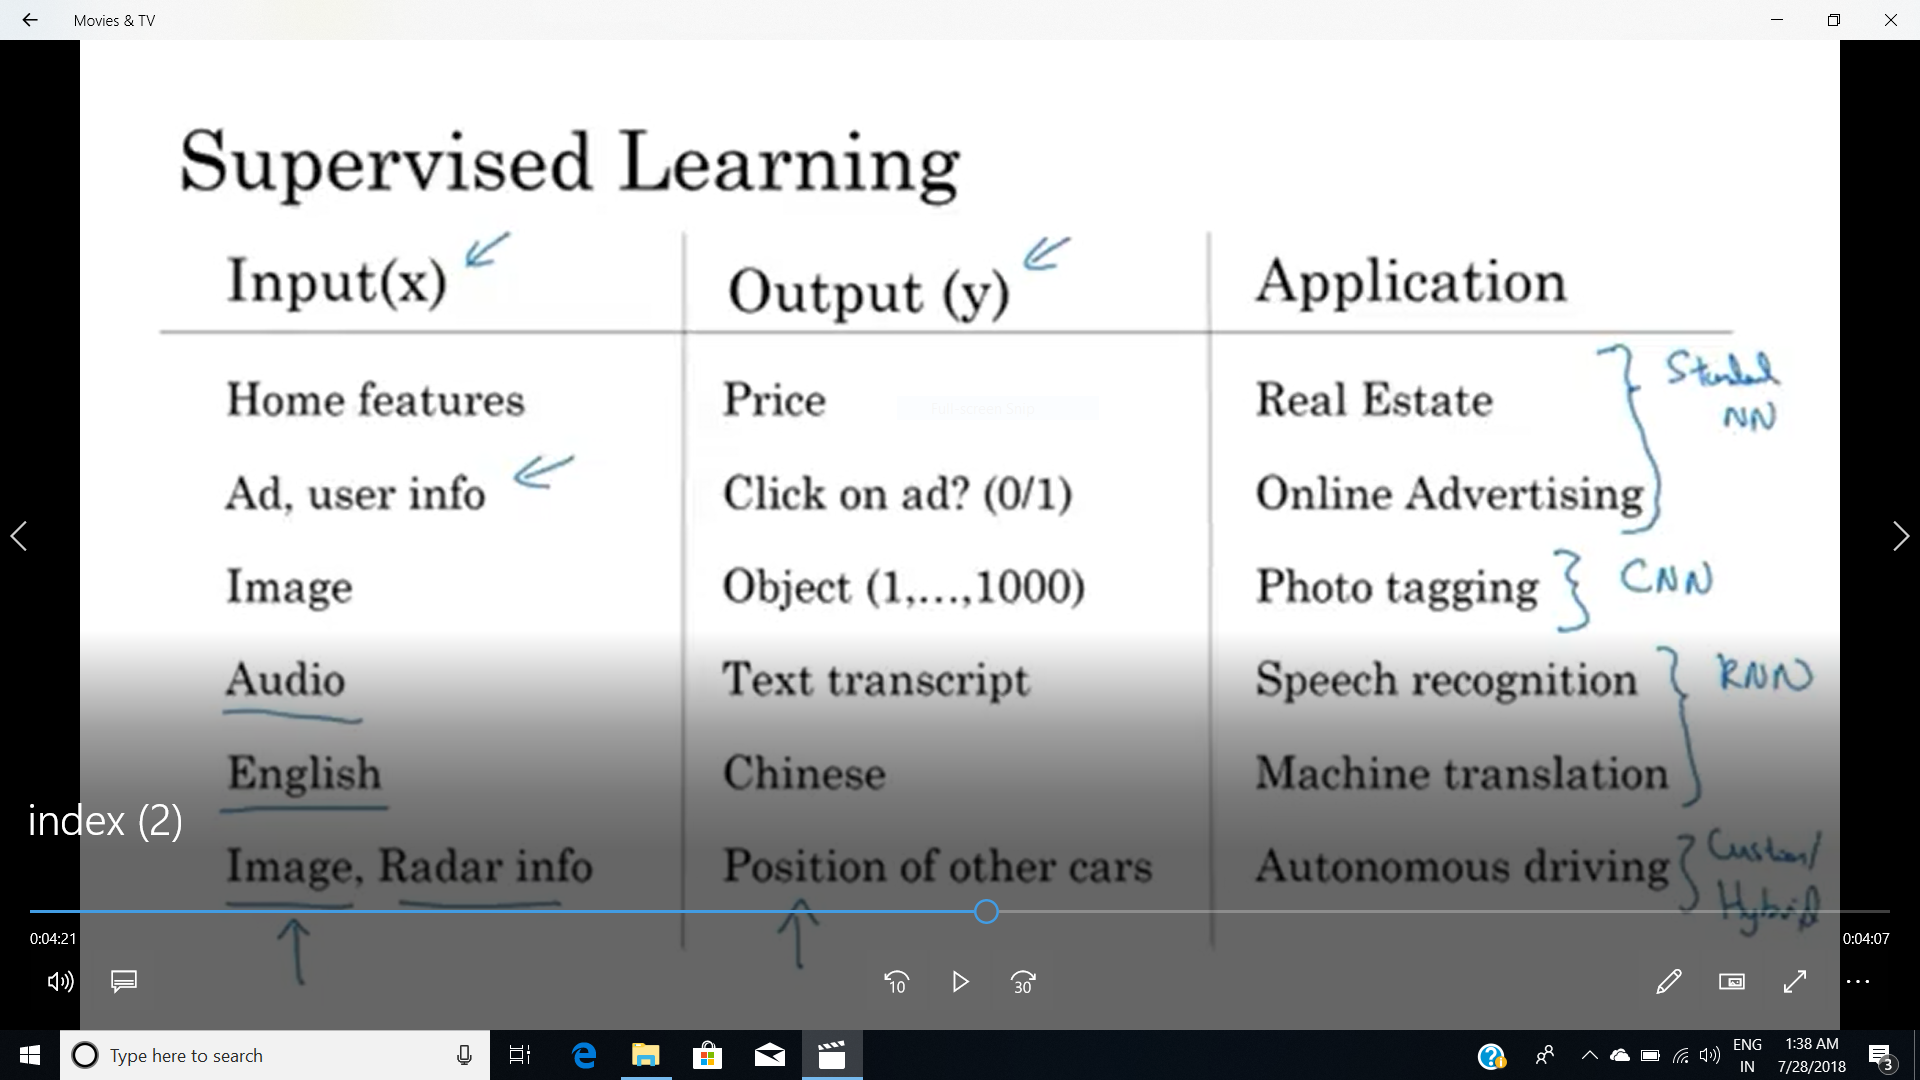 Movies & TV
Supervised Learning
Input(x) Output (y) Application
Home features Price Real Estate Standard
NN
Ad, user info Click on ad? (0/1) Online Advertising
Image Object (1,...,1000) Photo tagging CNN
Audio Text transcript Speech recognition RNN
English Chinese Machine translation
index (2)
Image, Radar info Position of other cars Autonomous driving Custom/
Hybrid
0:04:21 0:04:07
10 30
Type here to search
ENG 1:38 AM
IN 7/28/2018 3